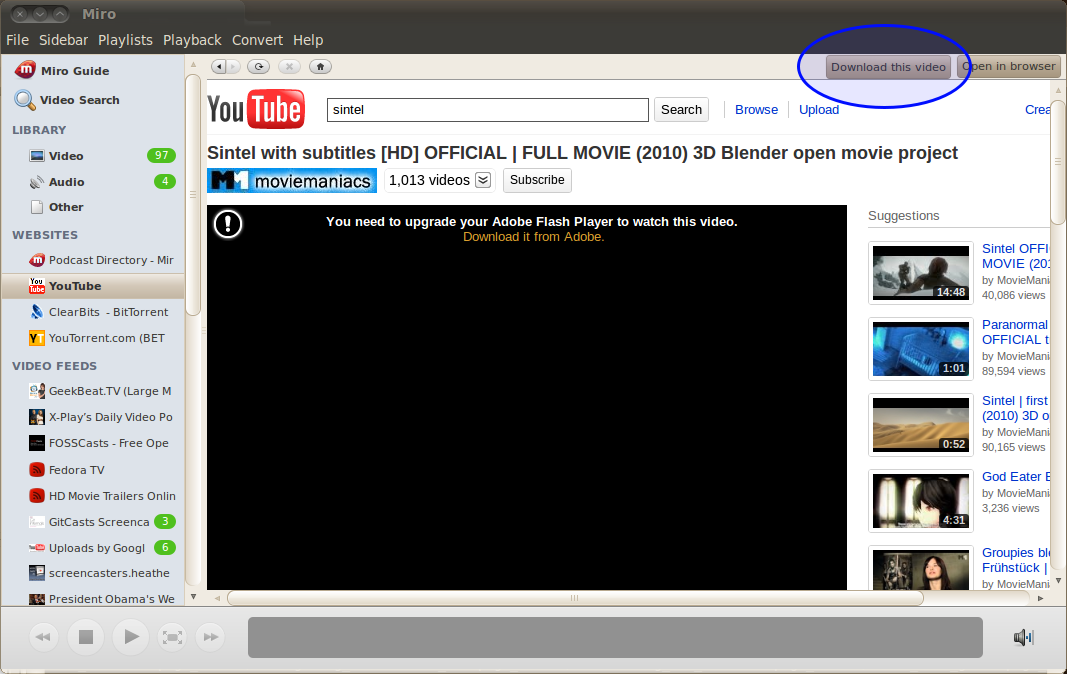 Miro
File Sidebar Playlists Playback Convert Help
Miro Guide
Video Search
LIBRARY
Video 97
Audio 4
Other
WEBSITES
Podcast Directory - Mir
YouTube
ClearBits - BitTorrent
YouTorrent.com (BET
VIDEO FEEDS
GeekBeat.TV (Large M
X-Play's Daily Video Po
FOSSCasts - Free Ope
Fedora TV
HD Movie Trailers Onlin
GitCasts Screenca 3
Uploads by Googl 6
screencasters.heathe
President Obama's We
Download this video Open in browser
YouTube sintel Search Browse Upload Crea
Sintel with subtitles [HD] OFFICIAL | FULL MOVIE (2010) 3D Blender open movie project
MM moviemaniacs 1,013 videos Subscribe
You need to upgrade your Adobe Flash Player to watch this video.
Download it from Adobe.
Suggestions
14:48
Sintel OFFI
MOVIE (201
by MovieMani
40,086 views
1:01
Paranormal
OFFICIAL t
by MovieMani
89,594 views
0:52
Sintel | first
(2010) 3D o
by MovieMani
90,165 views
4:31
God Eater B
by MovieMani
3,236 views
Groupies ble
Frühstück |
by MovieMani